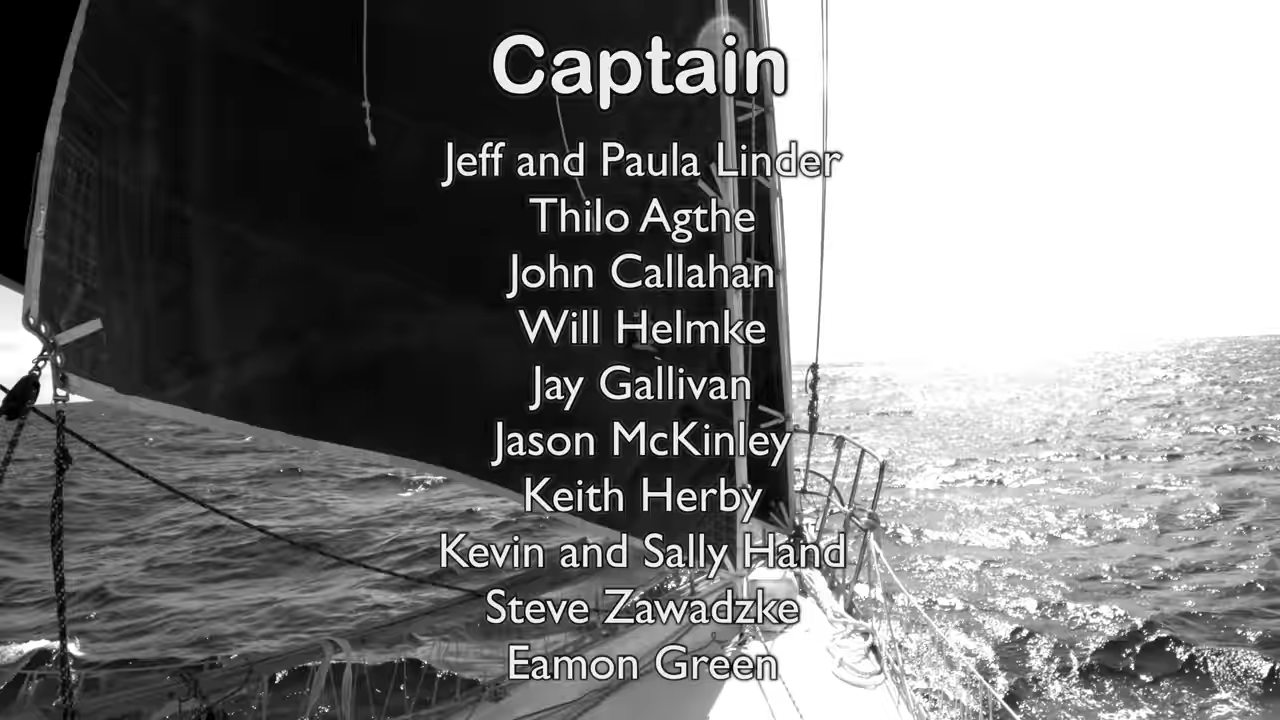 Captain
Jeff and Paula Linder
Thilo Agthe
John Callahan
Will Helmke
Jay Gallivan
Jason McKinley
Keith Herby
Kevin and Sally Hand
Steve Zawadzke
Eamon Green